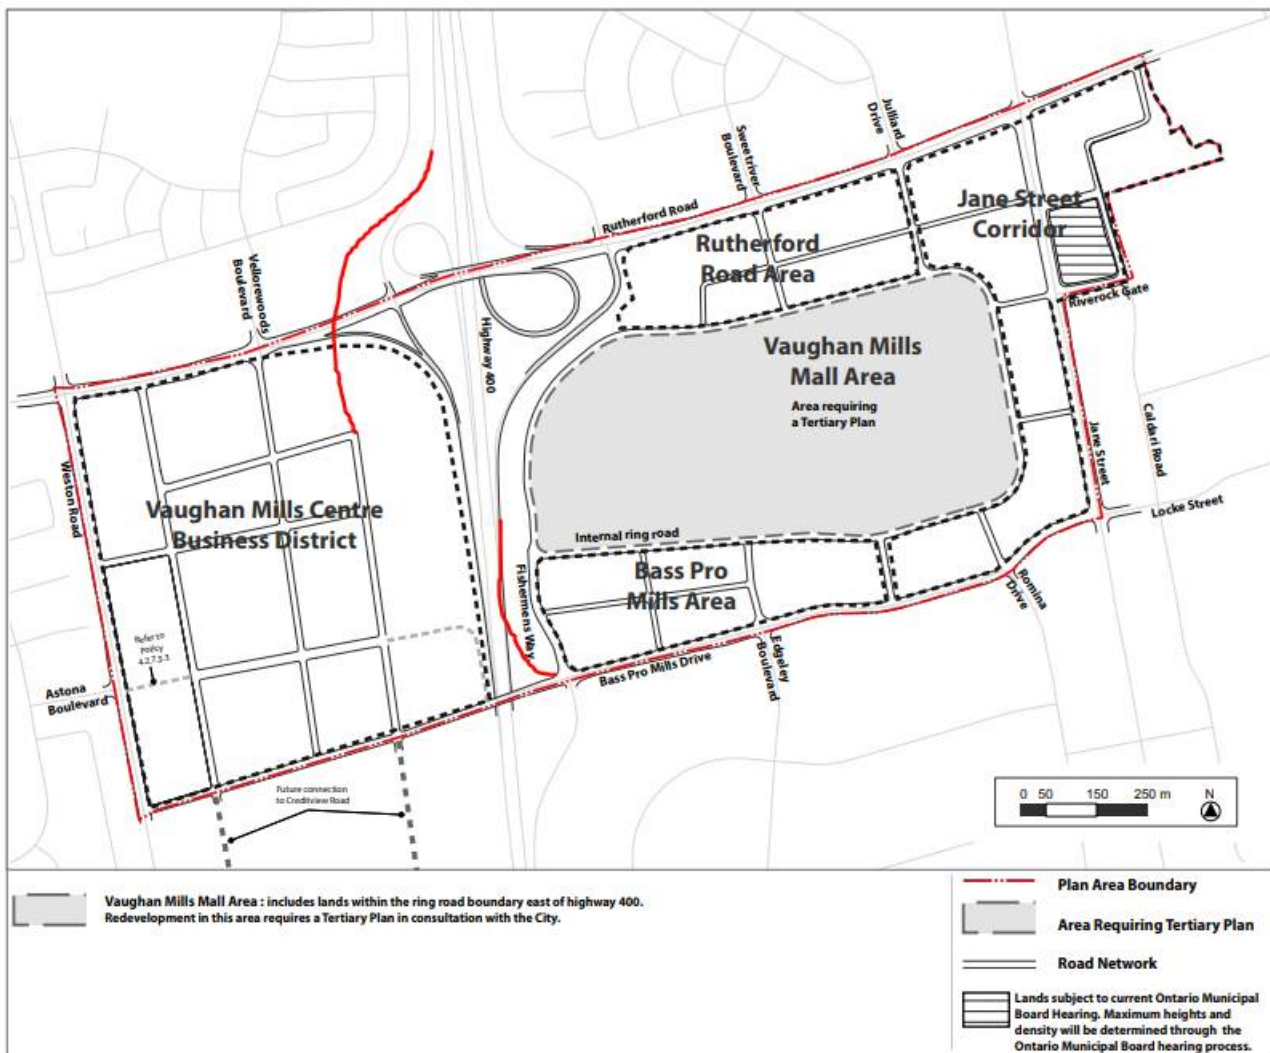 Julliard
Drive
Sweetriver
Boulevard
Rutherford Road
Jane Street
Corridor
Rutherford
Road Area
Vellorewoods
Boulevard
Riverock Gate
Highway 400
Vaughan Mills
Mall Area
Area requiring
a Tertiary Plan
Weston Road
Jane Street
Caldari Road
Locke Street
Vaughan Mills Centre
Business District
Internal ring road
Fishermens Way
Bass Pro
Mills Area
Romina
Drive
Refer to
Policy
4.2.7.3.3
Astona
Boulevard
Bass Pro Mills Drive
Edgeley
Boulevard
Future connection
to Creditview Road
0 50 150 250 m
N
Vaughan Mills Mall Area : includes lands within the ring road boundary east of highway 400.
Redevelopment in this area requires a Tertiary Plan in consultation with the City.
Plan Area Boundary
Area Requiring Tertiary Plan
Road Network
Lands subject to current Ontario Municipal
Board Hearing. Maximum heights and
density will be determined through the
Ontario Municipal Board hearing process.